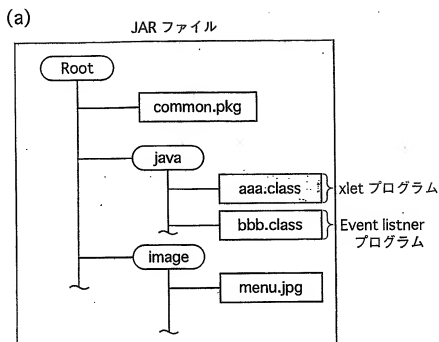 (a)
JAR ファイル
Root
common.pkg
java
aaa.class
xlet プログラム
bbb.class
Event listner
プログラム
image
menu.jpg